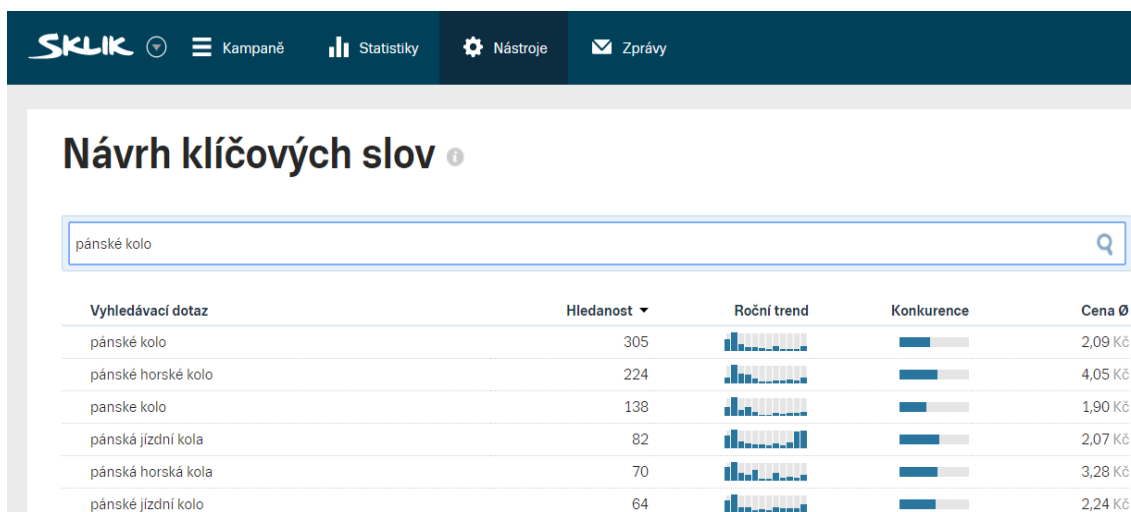 SKLIK Kampaně Statistiky Nástroje Zprávy
Návrh klíčových slov
pánské kolo
Vyhledávací dotaz Hledanost Roční trend Konkurence Cena Ø
pánské kolo 305 2,09 Kč
pánské horské kolo 224 4,05 Kč
panske kolo 138 1,90 Kč
pánská jízdní kola 82 2,07 Kč
pánská horská kola 70 3,28 Kč
pánské jízdní kolo 64 2,24 Kč